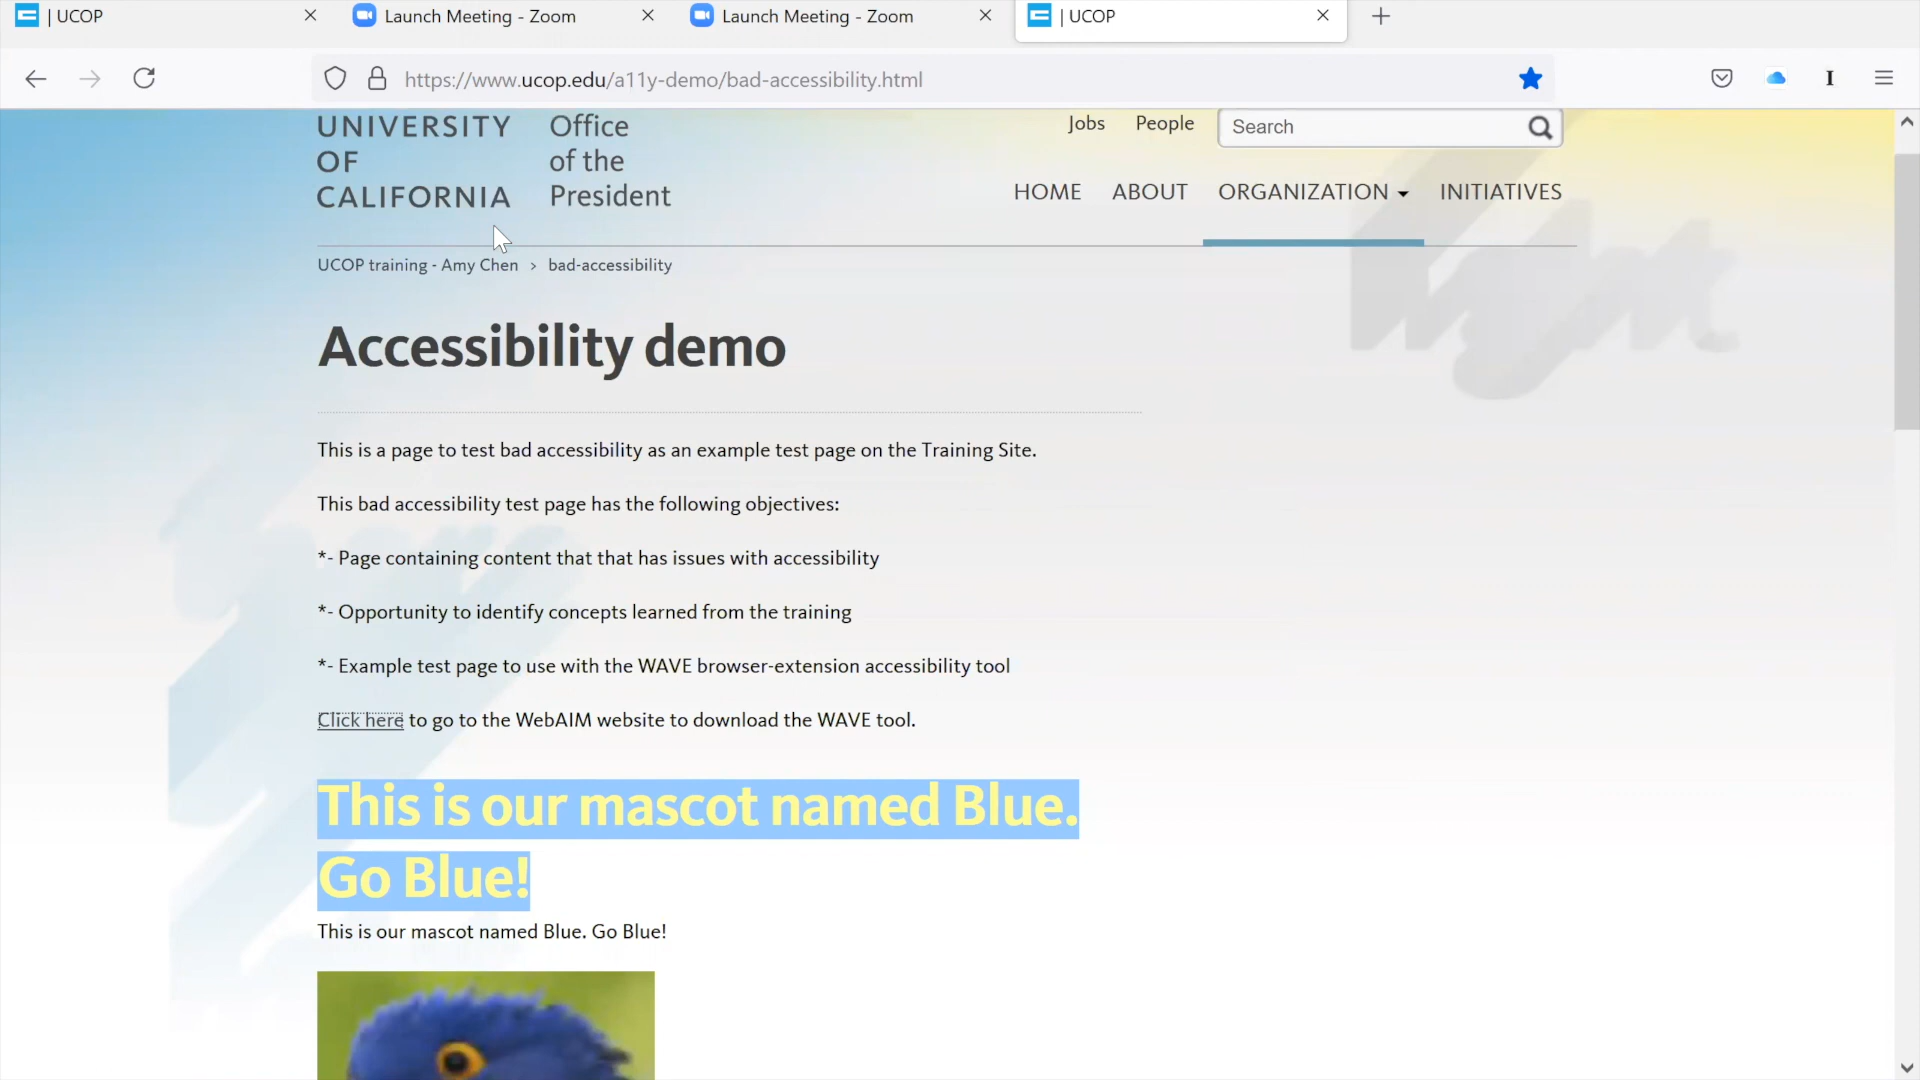 | UCOP
Launch Meeting - Zoom
Launch Meeting - Zoom
| UCOP
https://www.ucop.edu/a11y-demo/bad-accessibility.html
UNIVERSITY
OF
CALIFORNIA
Office
of the
President
Jobs
People
Search
HOME
ABOUT
ORGANIZATION
INITIATIVES
UCOP training - Amy Chen › bad-accessibility
Accessibility demo
This is a page to test bad accessibility as an example test page on the Training Site.
This bad accessibility test page has the following objectives:
*- Page containing content that that has issues with accessibility
*- Opportunity to identify concepts learned from the training
*- Example test page to use with the WAVE browser-extension accessibility tool
Click here to go to the WebAIM website to download the WAVE tool.
This is our mascot named Blue.
Go Blue!
This is our mascot named Blue. Go Blue!